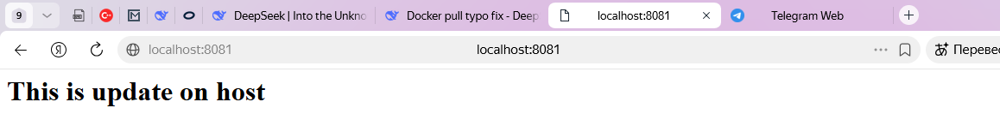 9
DeepSeek | Into the Unkno
Docker pull typo fix - Deep
localhost:8081
Telegram Web
localhost:8081
localhost:8081
Переве
This is update on host